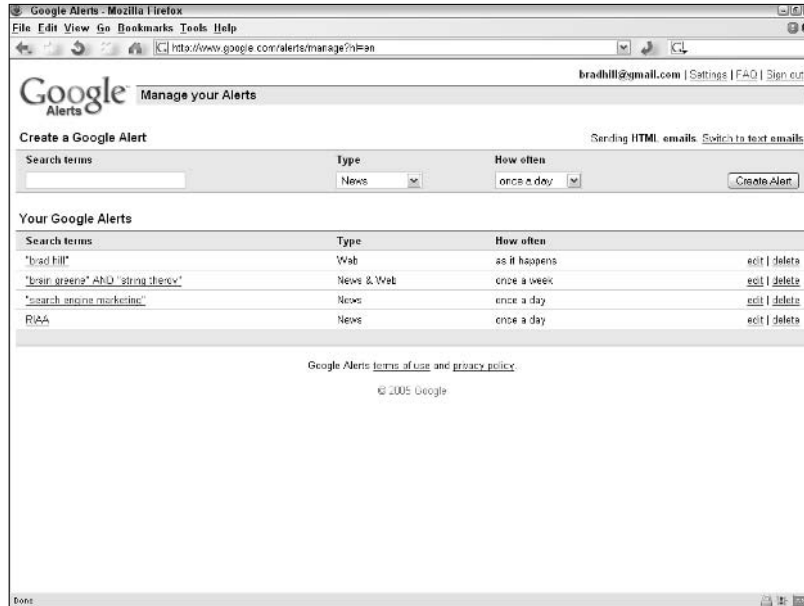 Google Alerts - Mozilla Firefox
File Edit View Go Bookmarks Tools Help
http://www.google.com/alerts/manage?hl=en
G
bradhill@gmail.com | Settings | FAQ | Sign out
Google Alerts
Manage your Alerts
Create a Google Alert
Sending HTML emails. Switch to text emails
Search terms Type How often
News once a day Create Alert
Your Google Alerts
Search terms Type How often
"brad hill" Web as it happens edit | delete
"brain greene" AND "string theroy" News & Web once a week edit | delete
"search engine marketing" News once a day edit | delete
RIAA News once a day edit | delete
Google Alerts terms of use and privacy policy.
© 2005 Google
Done